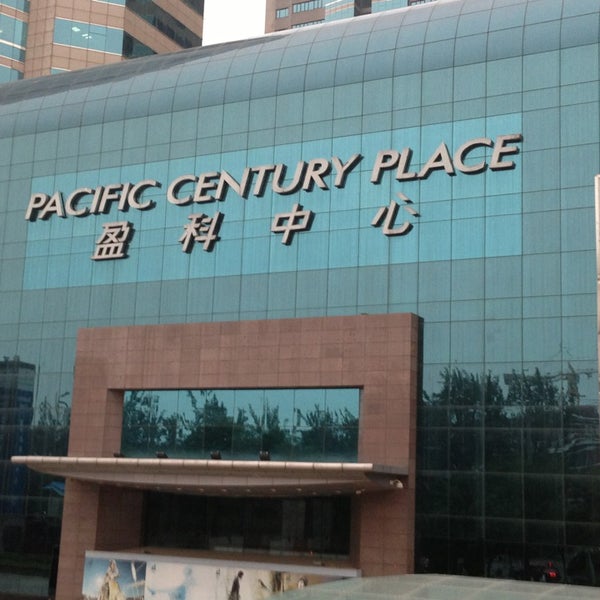 PACIFIC CENTURY PLACE
盈科中心